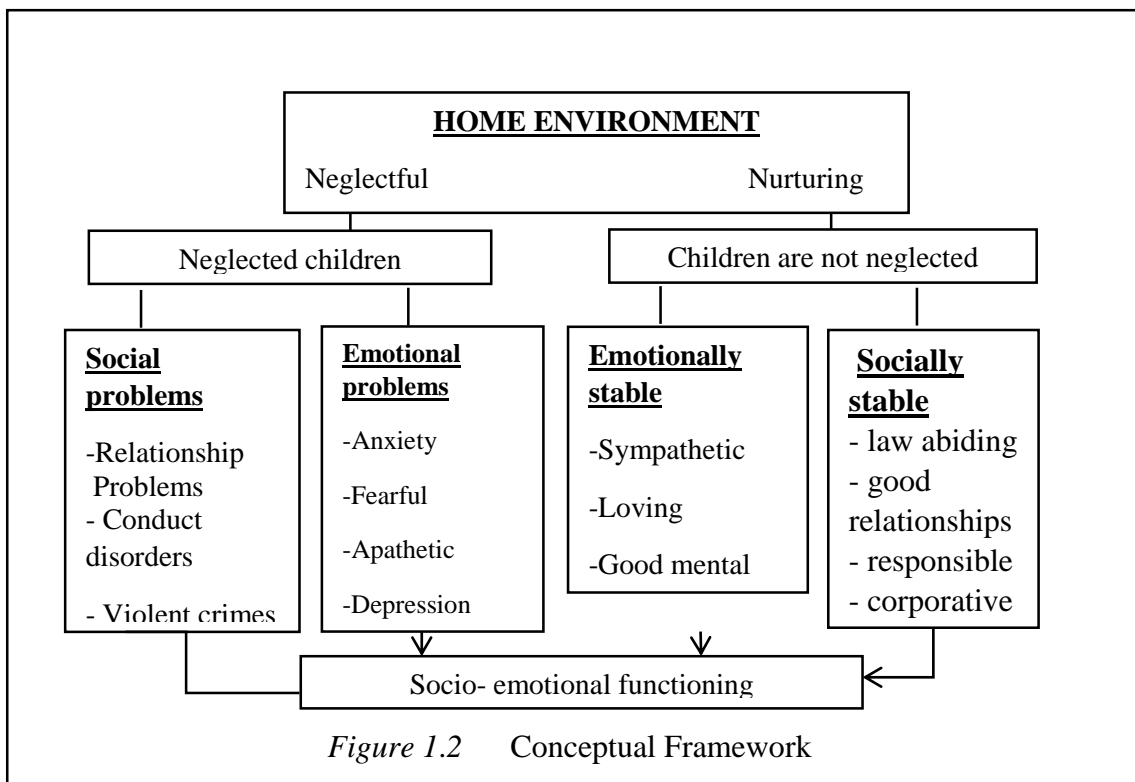 HOME ENVIRONMENT
Neglectful Nurturing
Neglected children
Children are not neglected
Social
problems
-Relationship
Problems
- Conduct
disorders
- Violent crimes
Emotional
problems
-Anxiety
-Fearful
-Apathetic
-Depression
Emotionally
stable
-Sympathetic
-Loving
-Good mental
Socially
stable
- law abiding
- good
relationships
- responsible
- corporative
Socio- emotional functioning
Figure 1.2 Conceptual Framework